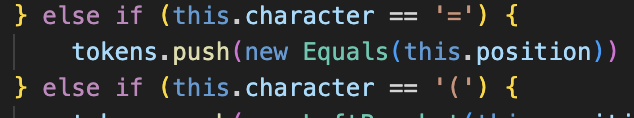 } else if (this.character == '=') {
tokens.push(new Equals(this.position))
} else if (this.character == '(') {